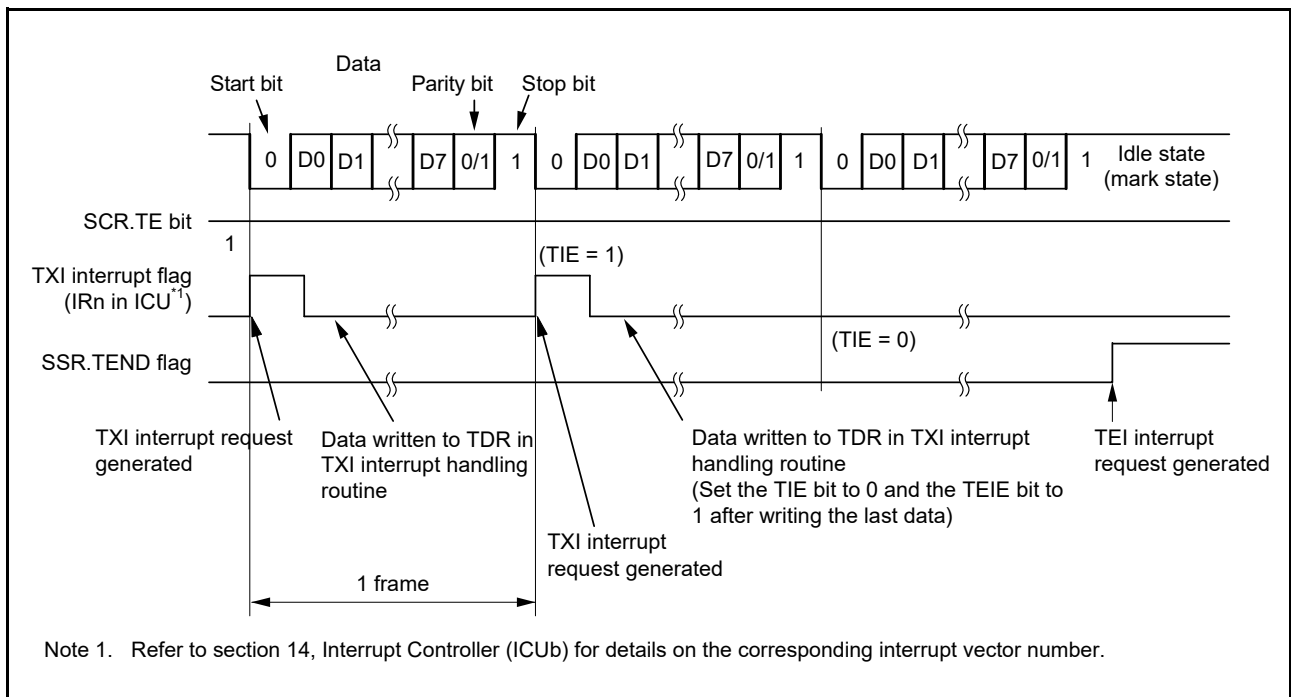 Data
Start bit
Parity bit
Stop bit
0 D0 D1 D7 0/1 1 0 D0 D1 D7 0/1 1 0 D0 D1 D7 0/1 1
Idle state
(mark state)
SCR.TE bit
1
(TIE = 1)
TXI interrupt flag
(IRn in ICU*1)
(TIE = 0)
SSR.TEND flag
TXI interrupt request
generated
Data written to TDR in
TXI interrupt handling
routine
Data written to TDR in TXI interrupt
handling routine
(Set the TIE bit to 0 and the TEIE bit to
1 after writing the last data)
TEI interrupt
request generated
TXI interrupt
request generated
1 frame
Note 1. Refer to section 14, Interrupt Controller (ICUb) for details on the corresponding interrupt vector number.